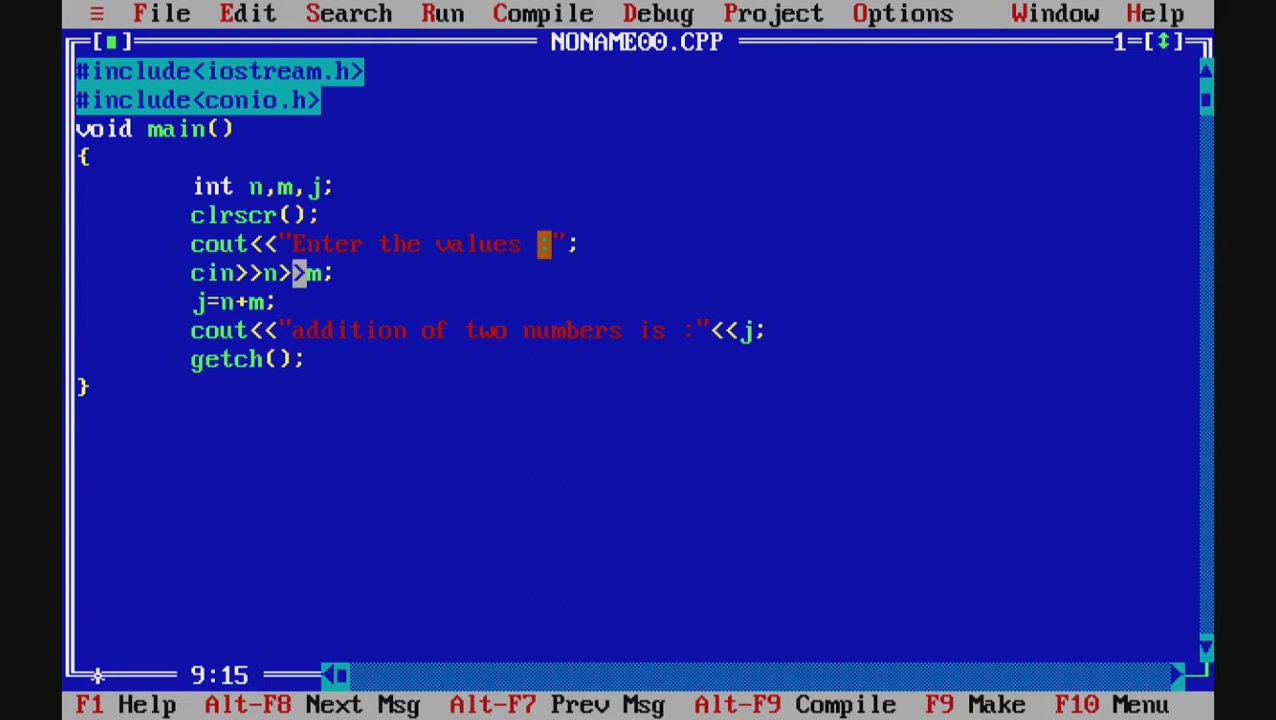 ≡ File Edit Search Run Compile Debug Project Options Window Help
[■] NONAME00.CPP 1=[↕]
#include<iostream.h>
#include<conio.h>
void main()
{
int n,m,j;
clrscr();
cout<<"Enter the values :";
cin>>n>>m;
j=n+m;
cout<<"addition of two numbers is :"<<j;
getch();
}
9:15
F1 Help Alt-F8 Next Msg Alt-F7 Prev Msg Alt-F9 Compile F9 Make F10 Menu